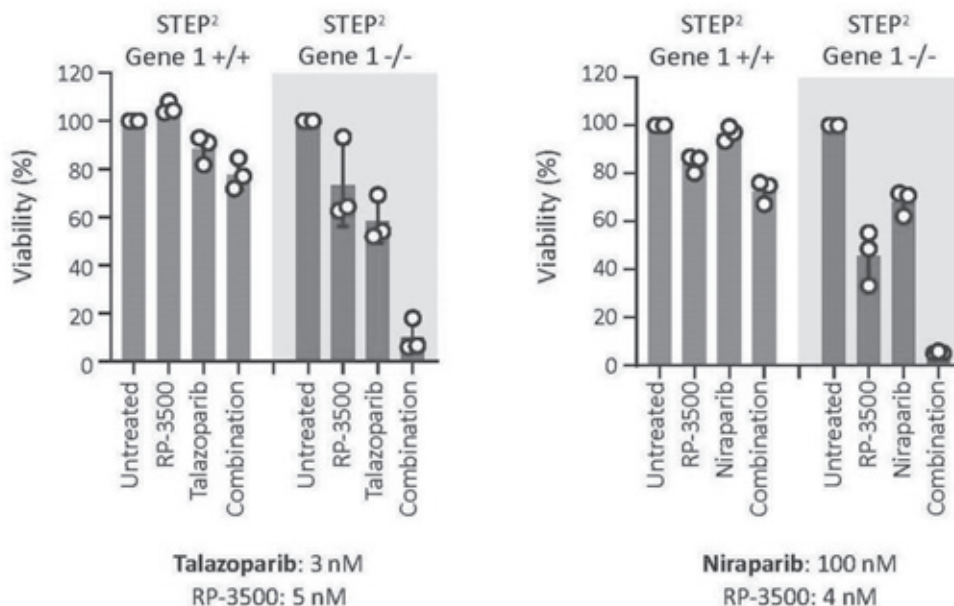 STEP²
Gene 1 +/+
STEP²
Gene 1 -/-
Viability (%)
120
100
80
60
40
20
0
Untreated
RP-3500
Talazoparib
Combination
Untreated
RP-3500
Talazoparib
Combination
Talazoparib: 3 nM
RP-3500: 5 nM
STEP²
Gene 1 +/+
STEP²
Gene 1 -/-
Viability (%)
120
100
80
60
40
20
0
Untreated
RP-3500
Niraparib
Combination
Untreated
RP-3500
Niraparib
Combination
Niraparib: 100 nM
RP-3500: 4 nM